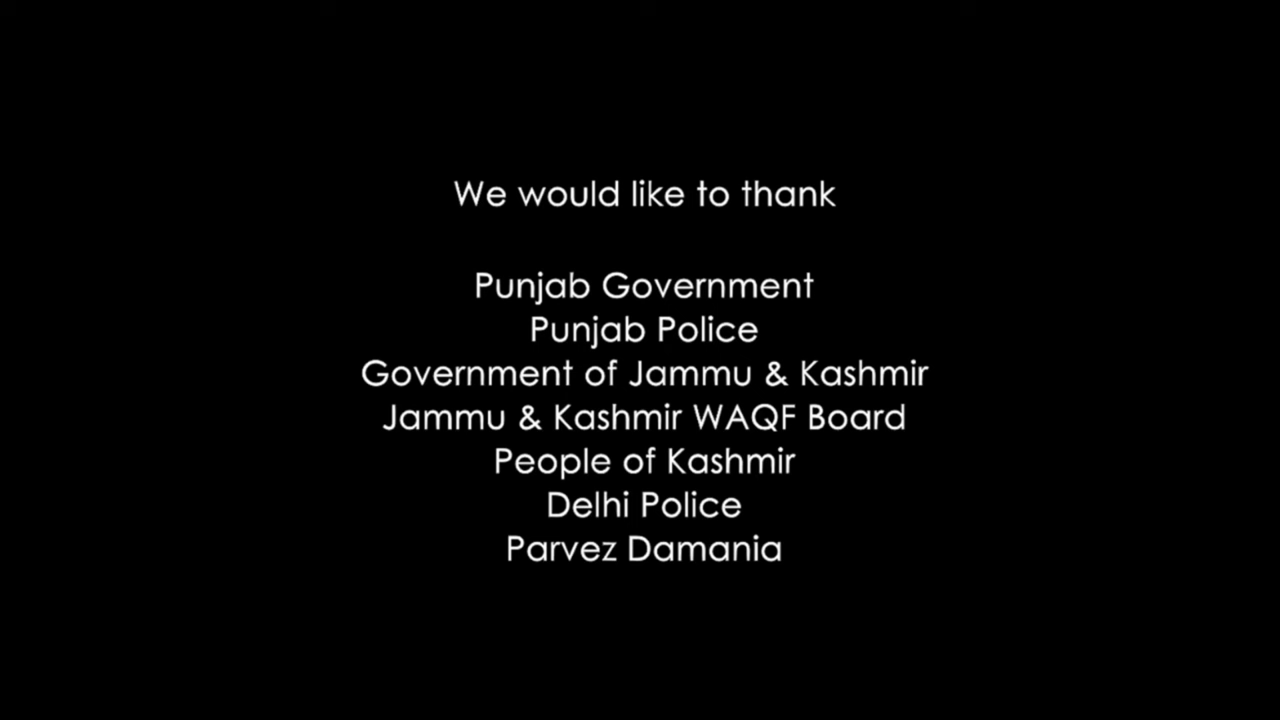 We would like to thank
Punjab Government
Punjab Police
Government of Jammu & Kashmir
Jammu & Kashmir WAQF Board
People of Kashmir
Delhi Police
Parvez Damania